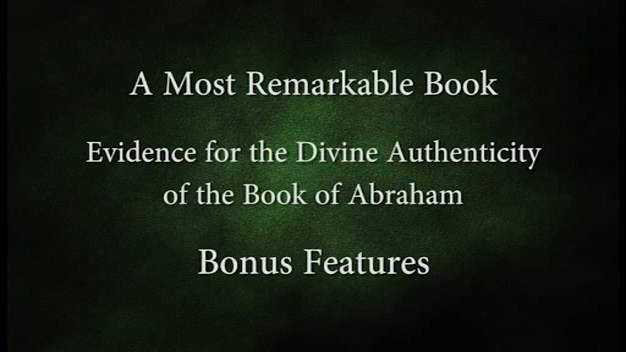 A Most Remarkable Book
Evidence for the Divine Authenticity
of the Book of Abraham
Bonus Features